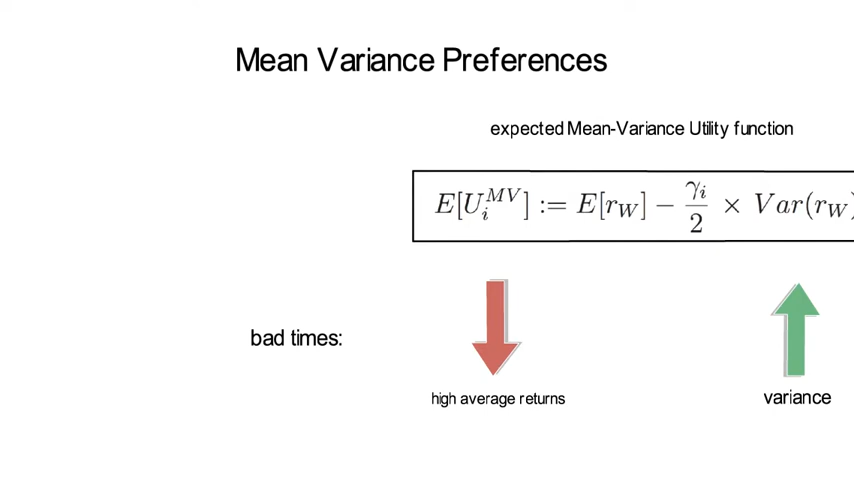 Mean Variance Preferences
expected Mean-Variance Utility function
E[U_i^{MV}] := E[r_W] − γ_i/2 × Var(r_W)
bad times:
high average returns
variance